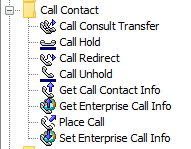 Call Contact
Call Consult Transfer
Call Hold
Call Redirect
Call Unhold
Get Call Contact Info
Get Enterprise Call Info
Place Call
Set Enterprise Call Info